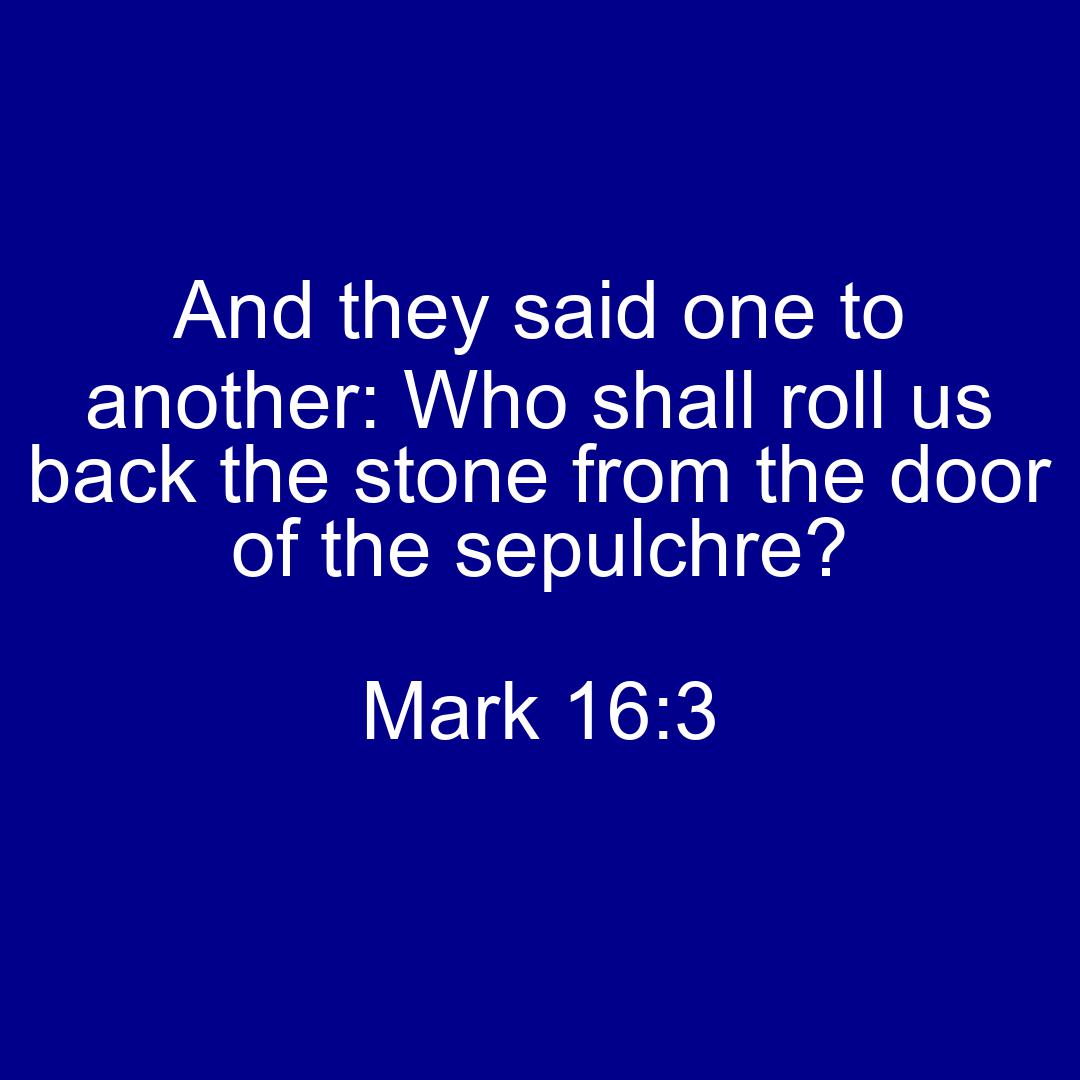 And they said one to
another: Who shall roll us
back the stone from the door
of the sepulchre?
Mark 16:3